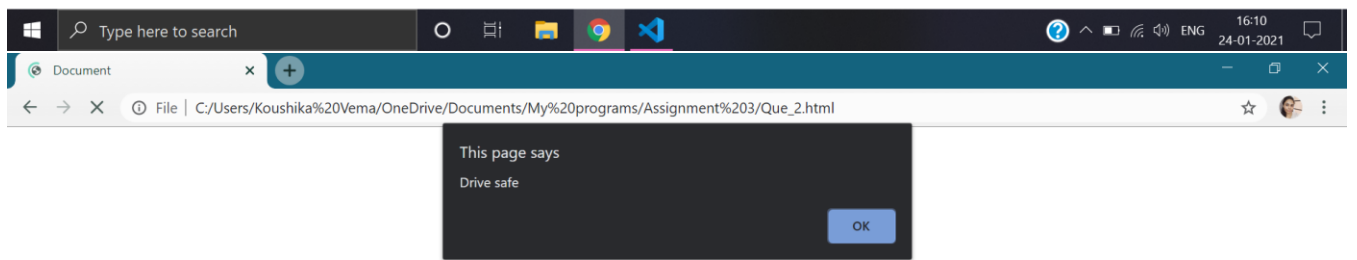 Type here to search
ENG
16:10
24-01-2021
Document
File | C:/Users/Koushika%20Vema/OneDrive/Documents/My%20programs/Assignment%203/Que_2.html
This page says
Drive safe
OK